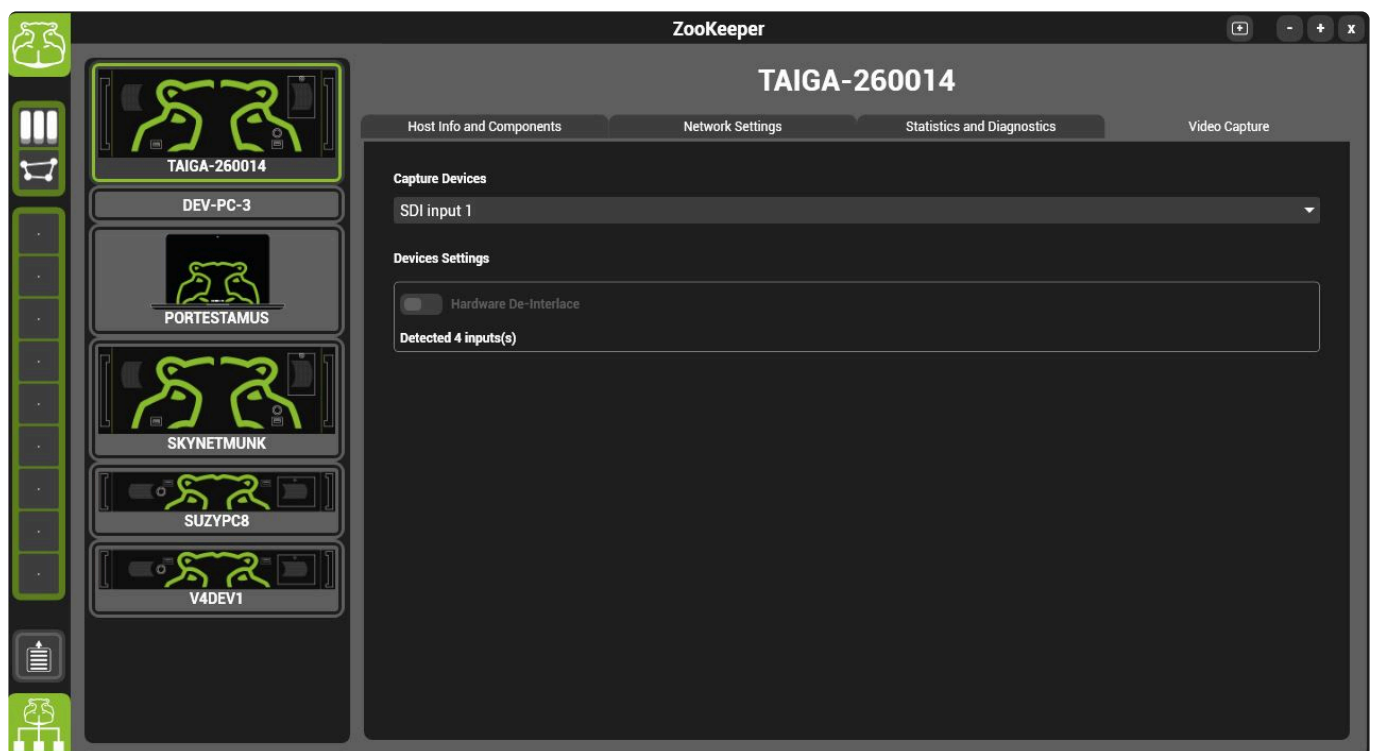 ZooKeeper
- + x
TAIGA-260014
DEV-PC-3
PORTESTAMUS
SKYNETMUNK
SUZYPC8
V4DEV1
TAIGA-260014
Host Info and Components
Network Settings
Statistics and Diagnostics
Video Capture
Capture Devices
SDI input 1
Devices Settings
Hardware De-Interlace
Detected 4 inputs(s)